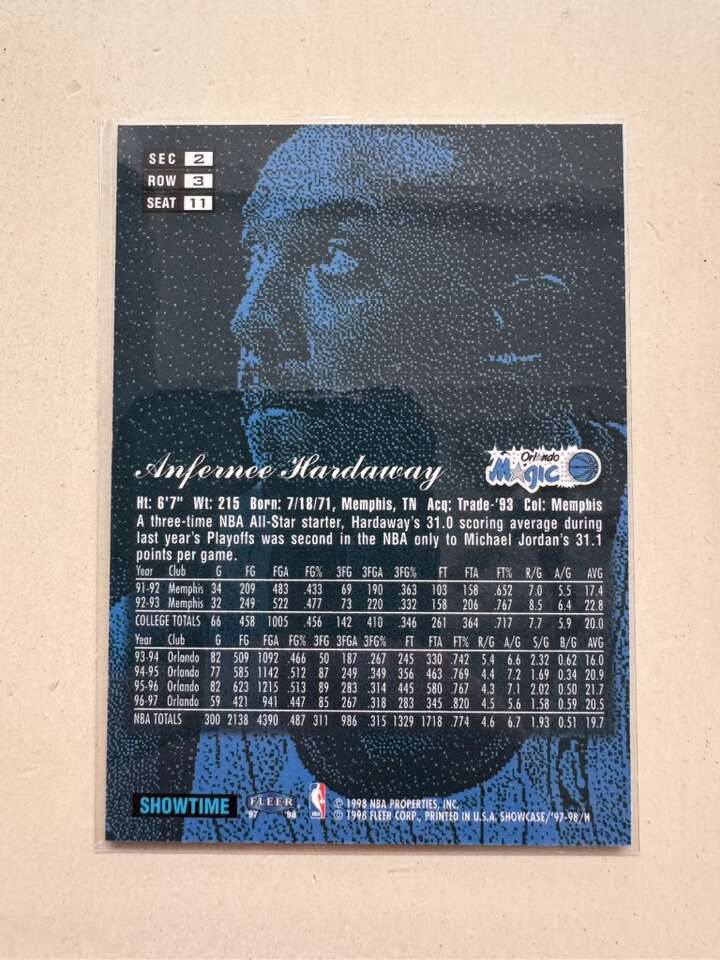 SEC 2
ROW 3
SEAT 11
Anfernee Hardaway
Orlando
Magic
Ht: 6'7" Wt: 215 Born: 7/18/71, Memphis, TN Acq: Trade-'93 Col: Memphis
A three-time NBA All-Star starter, Hardaway's 31.0 scoring average during
last year's Playoffs was second in the NBA only to Michael Jordan's 31.1
points per game.
Year Club G FG FGA FG% 3FG 3FGA 3FG% FT FTA FT% R/G A/G AVG
91-92 Memphis 34 209 483 .433 69 190 .363 103 158 .652 7.0 5.5 17.4
92-93 Memphis 32 249 522 .477 73 220 .332 158 206 .767 8.5 6.4 22.8
COLLEGE TOTALS 66 458 1005 .456 142 410 .346 261 364 .717 7.7 5.9 20.0
Year Club G FG FGA FG% 3FG 3FGA 3FG% FT FTA FT% R/G A/G S/G B/G AVG
93-94 Orlando 82 509 1092 .466 50 187 .267 245 330 .742 5.4 6.6 2.32 0.62 16.0
94-95 Orlando 77 585 1142 .512 87 249 .349 356 463 .769 4.4 7.2 1.69 0.34 20.9
95-96 Orlando 82 623 1215 .513 89 283 .314 445 580 .767 4.3 7.1 2.02 0.50 21.7
96-97 Orlando 59 421 941 .447 85 267 .318 283 345 .820 4.5 5.6 1.58 0.59 20.5
NBA TOTALS 300 2138 4390 .487 311 986 .315 1329 1718 .774 4.6 6.7 1.93 0.51 19.7
SHOWTIME
FLEER
'97 '98
© 1998 NBA PROPERTIES, INC.
© 1998 FLEER CORP., PRINTED IN U.S.A. SHOWCASE/'97-98/H